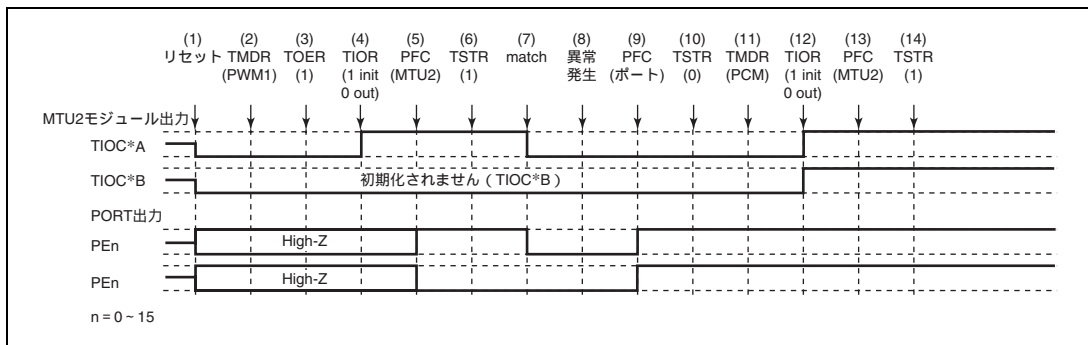 (1) (2) (3) (4) (5) (6) (7) (8) (9) (10) (11) (12) (13) (14)
リセット TMDR TOER TIOR PFC TSTR match 異常 PFC TSTR TMDR TIOR PFC TSTR
(PWM1) (1) (1 init (MTU2) (1) 発生 (ポート) (0) (PCM) (1 init (MTU2) (1)
0 out) 0 out)
MTU2モジュール出力
TIOC*A
TIOC*B 初期化されません（TIOC*B）
PORT出力
PEn High-Z
PEn High-Z
n = 0 ~ 15